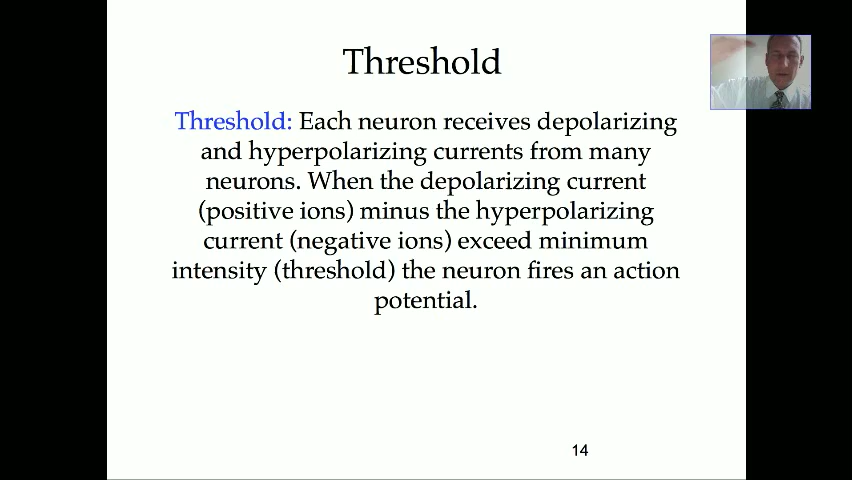 Threshold
Threshold: Each neuron receives depolarizing
and hyperpolarizing currents from many
neurons. When the depolarizing current
(positive ions) minus the hyperpolarizing
current (negative ions) exceed minimum
intensity (threshold) the neuron fires an action
potential.
14